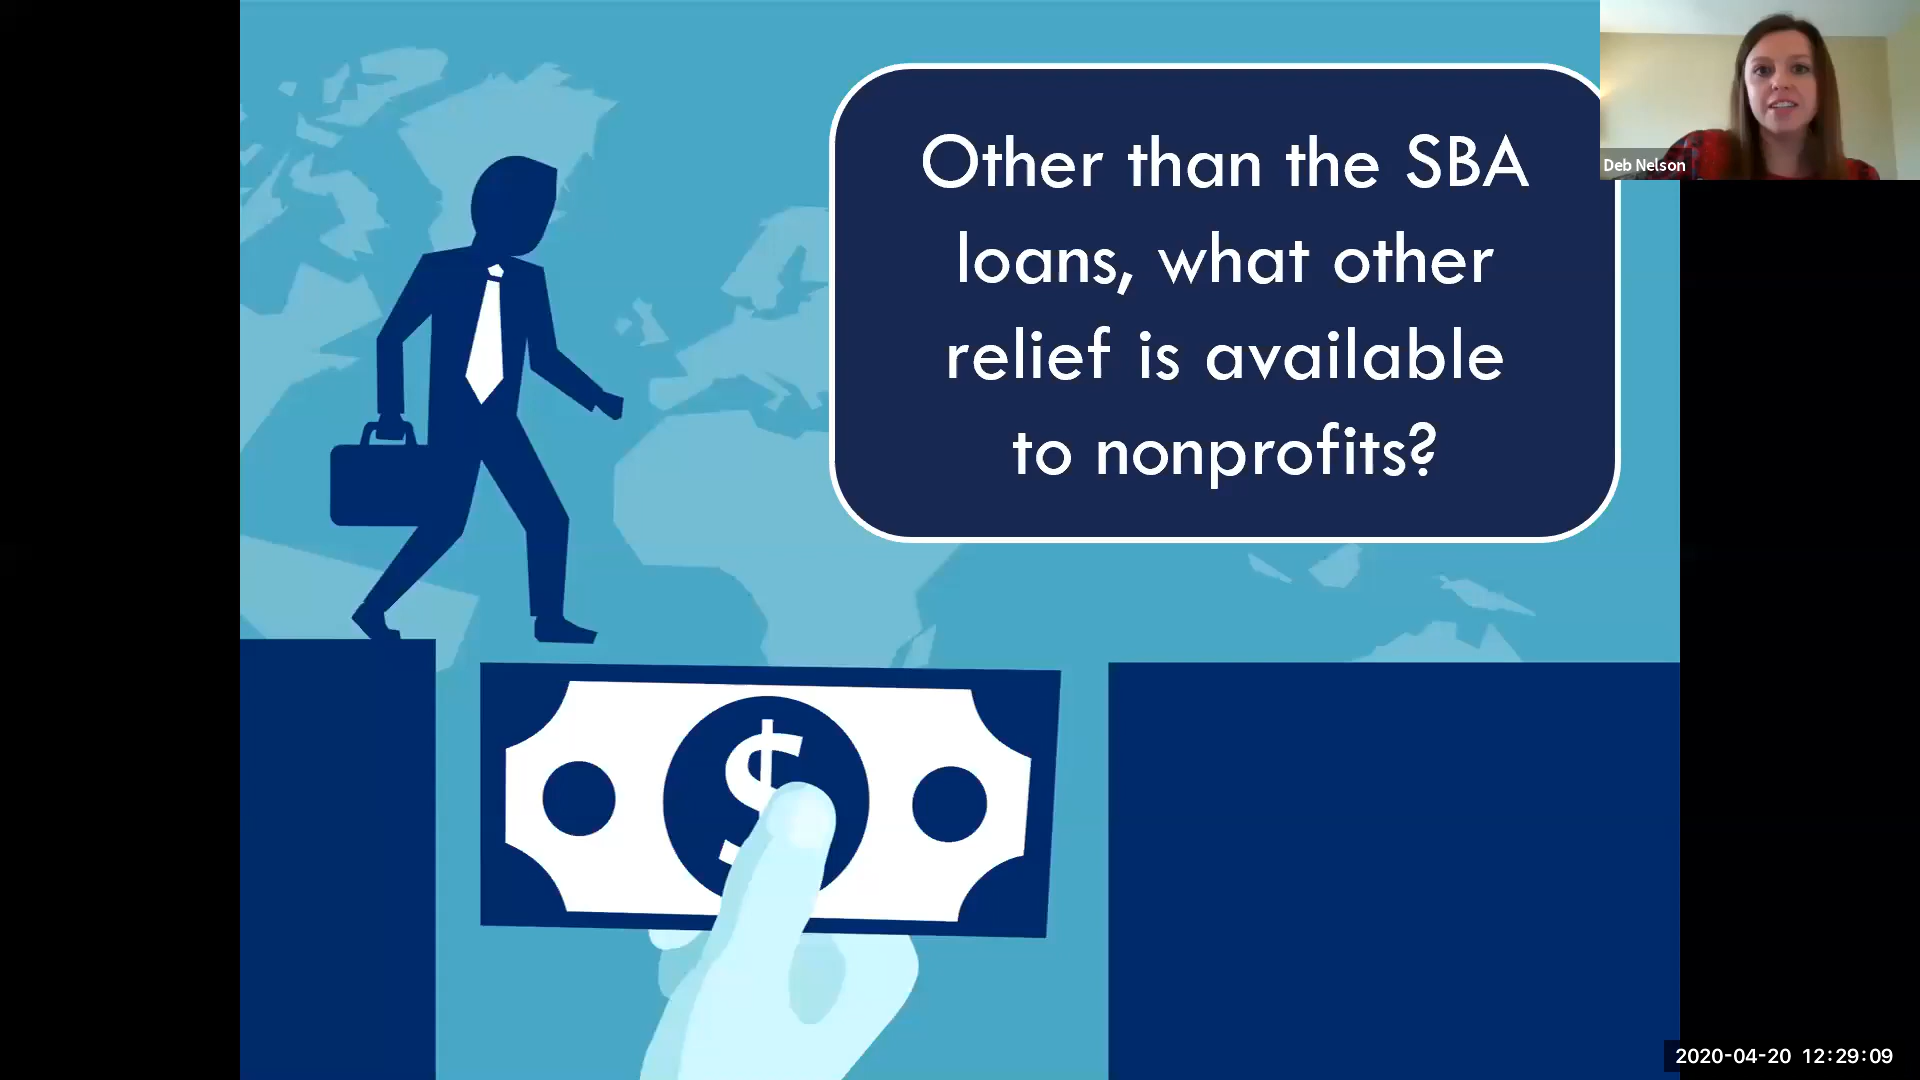 Other than the SBA
loans, what other
relief is available
to nonprofits?
Deb Nelson
$
2020-04-20 12:29:09